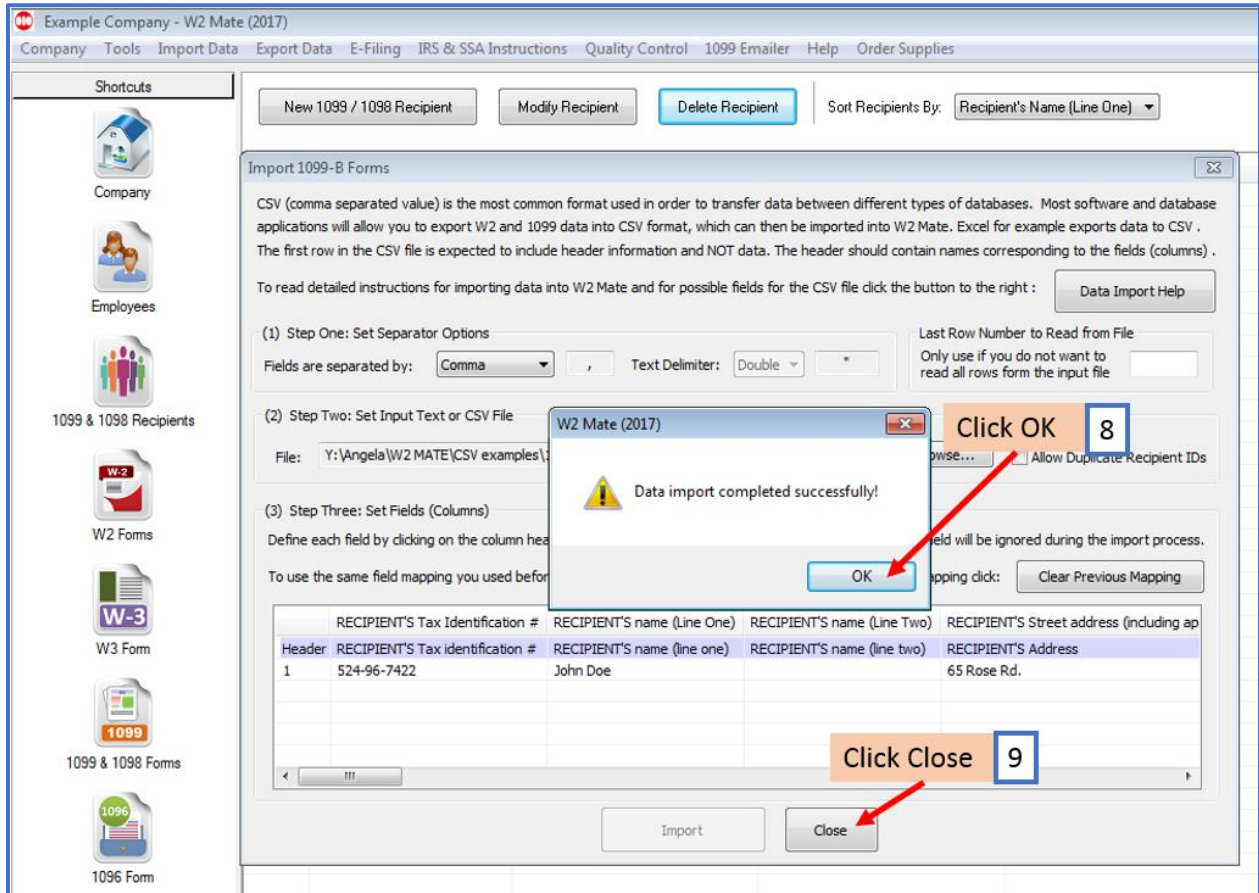 Example Company - W2 Mate (2017)
Company Tools Import Data Export Data E-Filing IRS & SSA Instructions Quality Control 1099 Emailer Help Order Supplies
Shortcuts
Company
Employees
1099 & 1098 Recipients
W-2
W2 Forms
W-3
W3 Form
1099
1099 & 1098 Forms
1096
1096 Form
New 1099 / 1098 Recipient
Modify Recipient
Delete Recipient
Sort Recipients By: Recipient's Name (Line One)
Import 1099-B Forms
CSV (comma separated value) is the most common format used in order to transfer data between different types of databases. Most software and database
applications will allow you to export W2 and 1099 data into CSV format, which can then be imported into W2 Mate. Excel for example exports data to CSV .
The first row in the CSV file is expected to include header information and NOT data. The header should contain names corresponding to the fields (columns) .
To read detailed instructions for importing data into W2 Mate and for possible fields for the CSV file click the button to the right :
Data Import Help
(1) Step One: Set Separator Options
Fields are separated by: Comma , Text Delimiter: Double "
Last Row Number to Read from File
Only use if you do not want to
read all rows form the input file
(2) Step Two: Set Input Text or CSV File
File: Y:\Angela\W2 MATE\CSV examples\
Allow Duplicate Recipient IDs
W2 Mate (2017)
Data import completed successfully!
OK
Click OK 8
(3) Step Three: Set Fields (Columns)
Define each field by clicking on the column
will be ignored during the import process.
To use the same field mapping you used
click:
Clear Previous Mapping
RECIPIENT'S Tax Identification # RECIPIENT'S name (Line One) RECIPIENT'S name (Line Two) RECIPIENT'S Street address (including ap
Header RECIPIENT'S Tax identification # RECIPIENT'S name (line one) RECIPIENT'S name (line two) RECIPIENT'S Address
1 524-96-7422 John Doe 65 Rose Rd.
Click Close 9
Import
Close